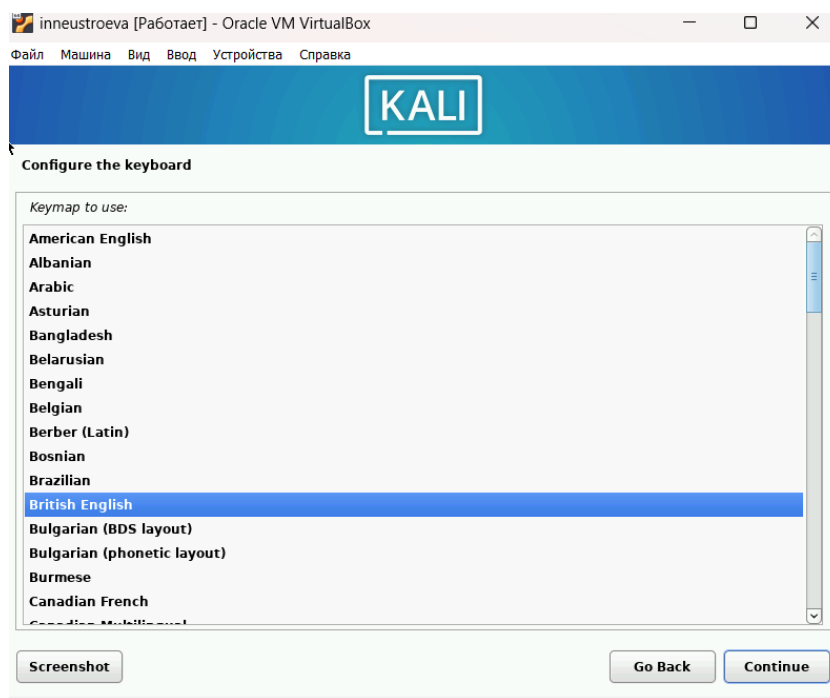 inneustroeva [Работает] - Oracle VM VirtualBox
Файл Машина Вид Ввод Устройства Справка
KALI
Configure the keyboard
Keymap to use:
American English
Albanian
Arabic
Asturian
Bangladesh
Belarusian
Bengali
Belgian
Berber (Latin)
Bosnian
Brazilian
British English
Bulgarian (BDS layout)
Bulgarian (phonetic layout)
Burmese
Canadian French
Canadian Multilingual
Screenshot Go Back Continue